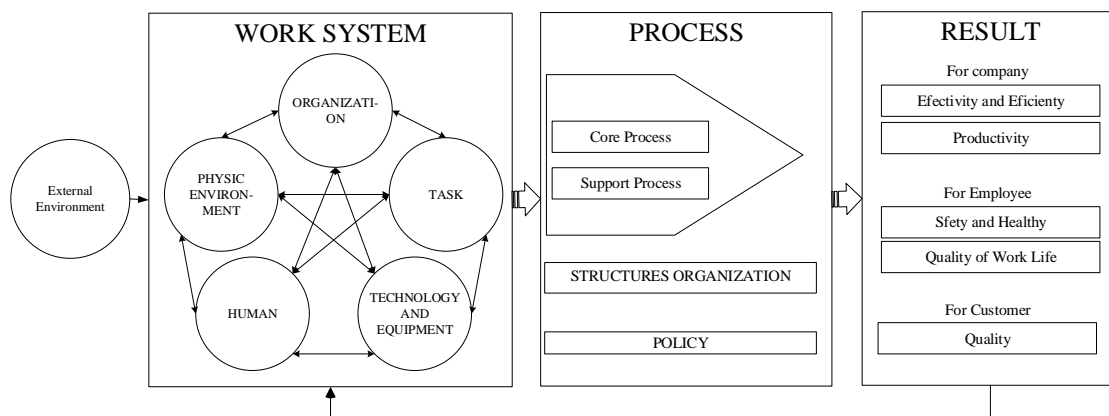 WORK SYSTEM
External
Environment
ORGANIZATI-
ON
PHYSIC
ENVIRON-
MENT
TASK
HUMAN
TECHNOLOGY
AND
EQUIPMENT
PROCESS
Core Process
Support Process
STRUCTURES ORGANIZATION
POLICY
RESULT
For company
Efectivity and Eficienty
Productivity
For Employee
Sfety and Healthy
Quality of Work Life
For Customer
Quality